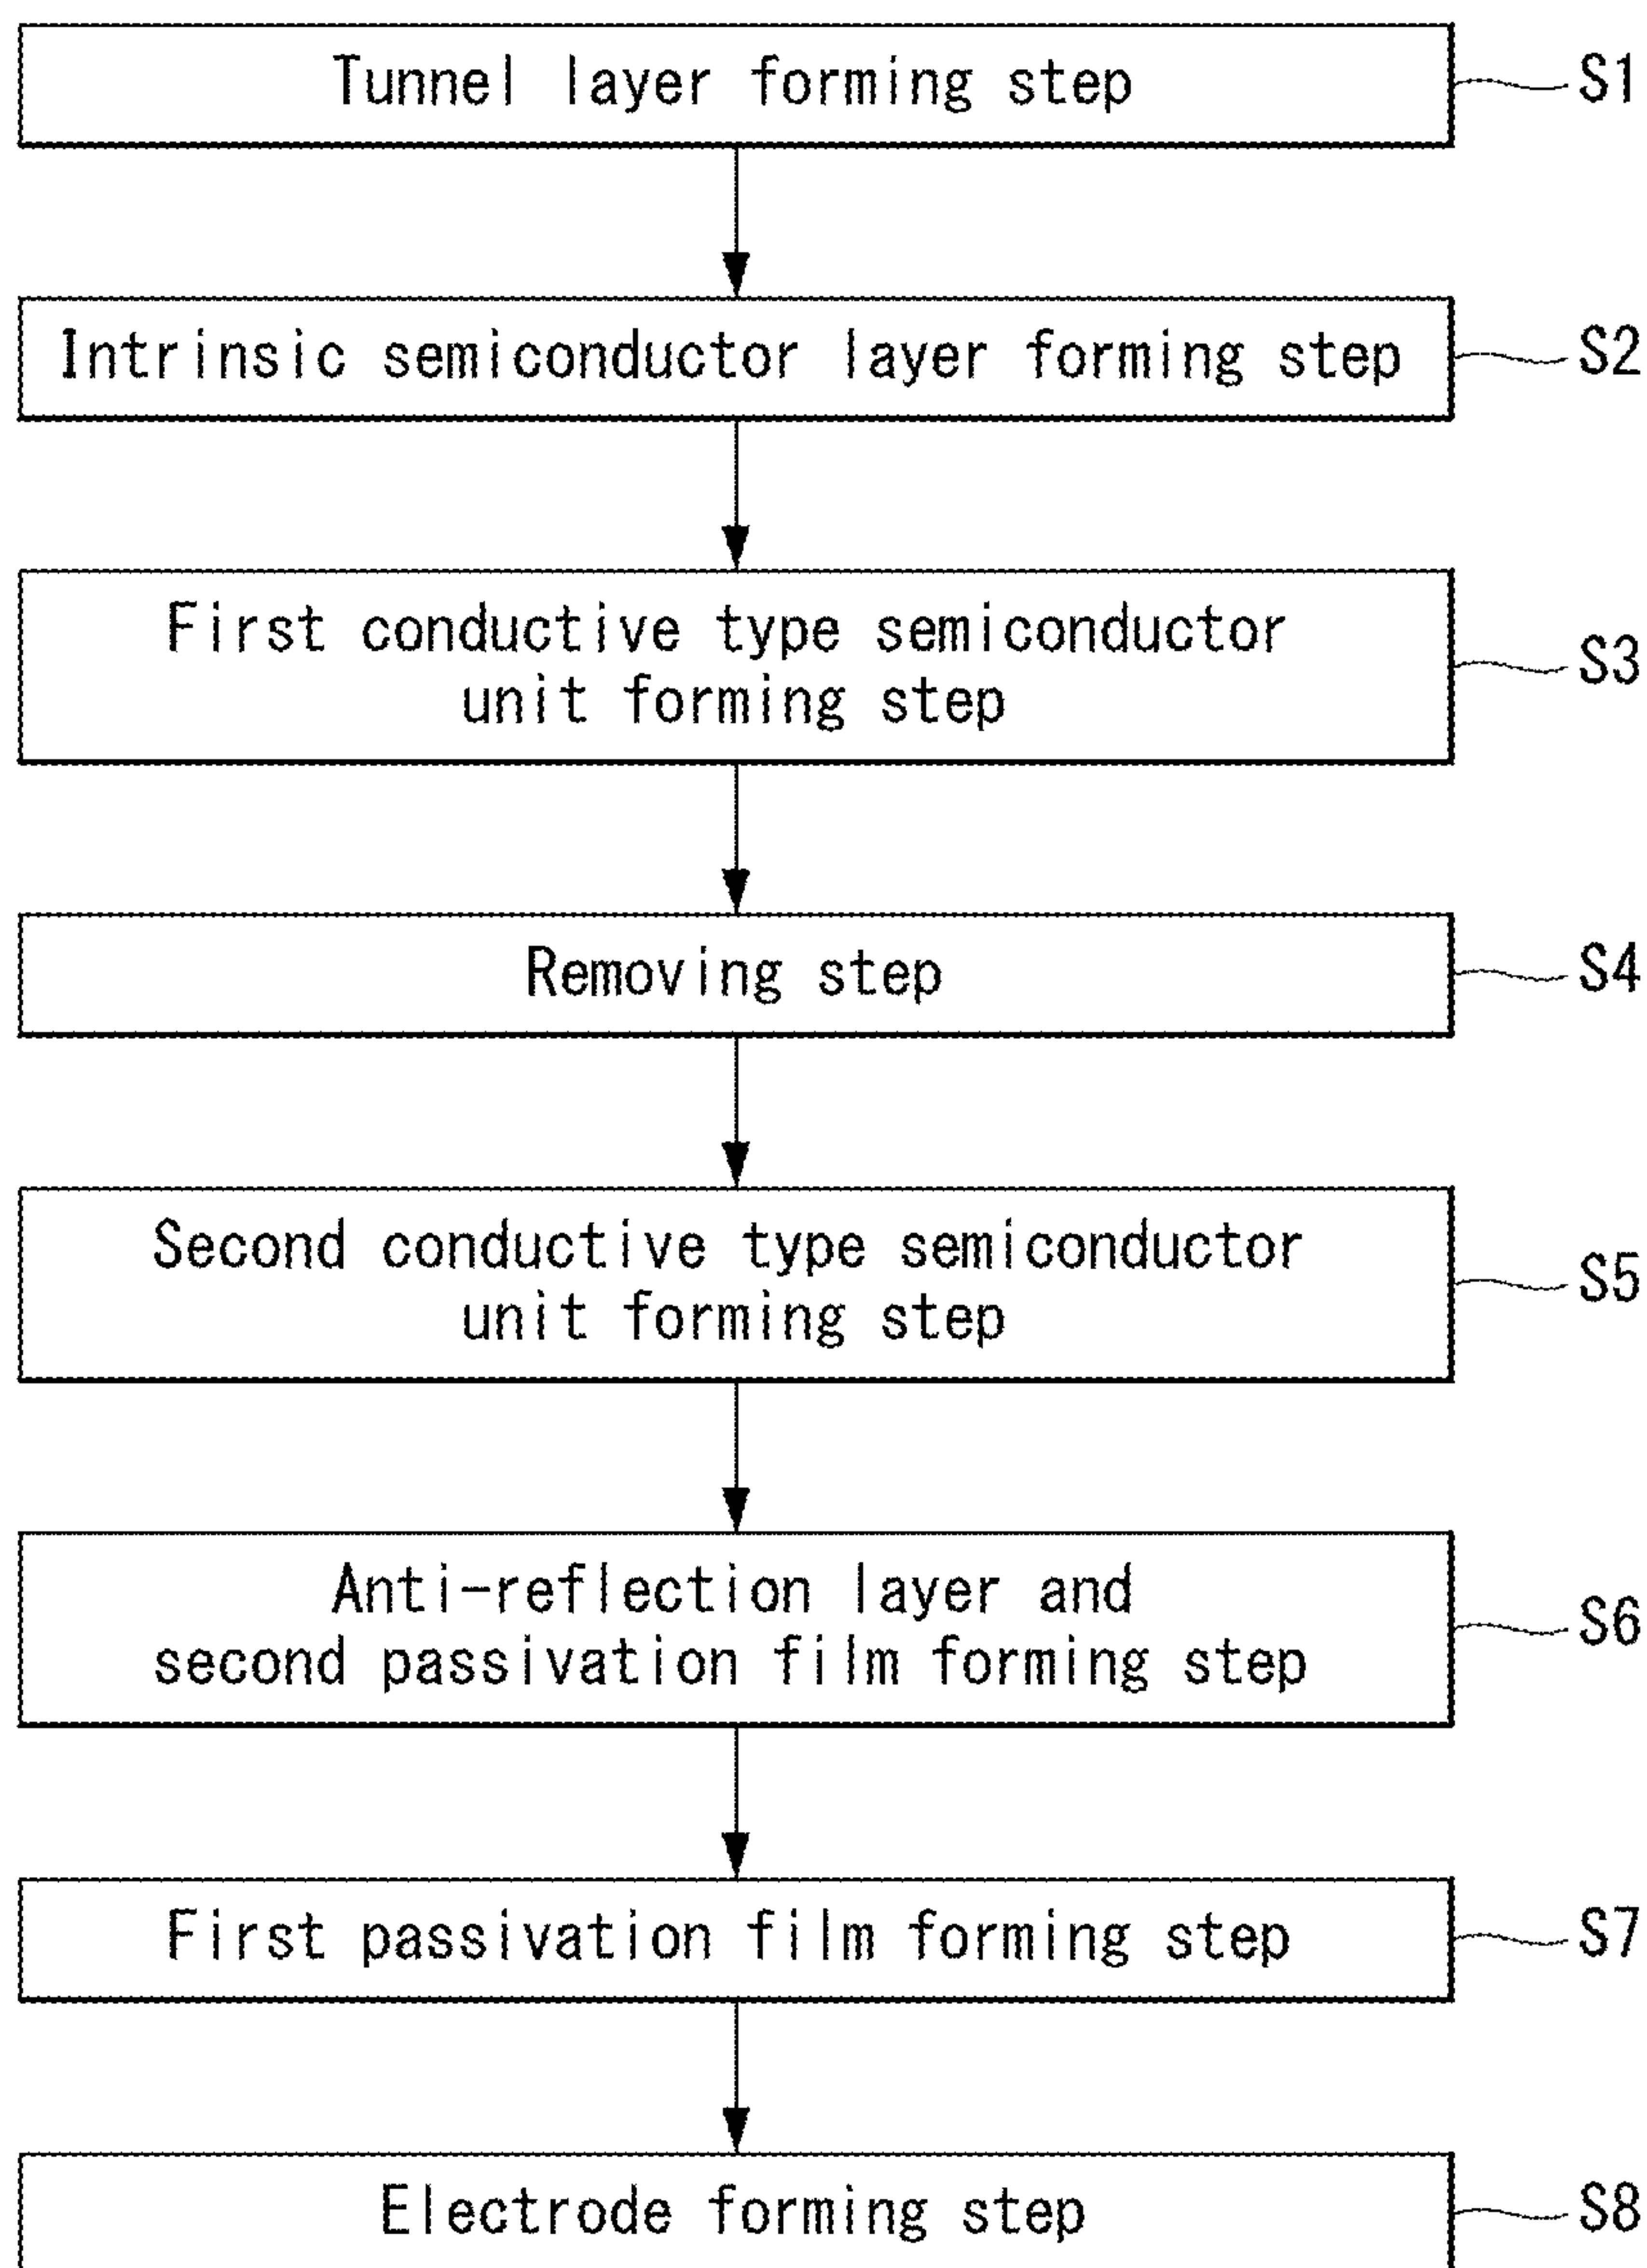 Tunnel layer forming step
S1
Intrinsic semiconductor layer forming step
S2
First conductive type semiconductor
unit forming step
S3
Removing step
S4
Second conductive type semiconductor
unit forming step
S5
Anti-reflection layer and
second passivation film forming step
S6
First passivation film forming step
S7
Electrode forming step
S8